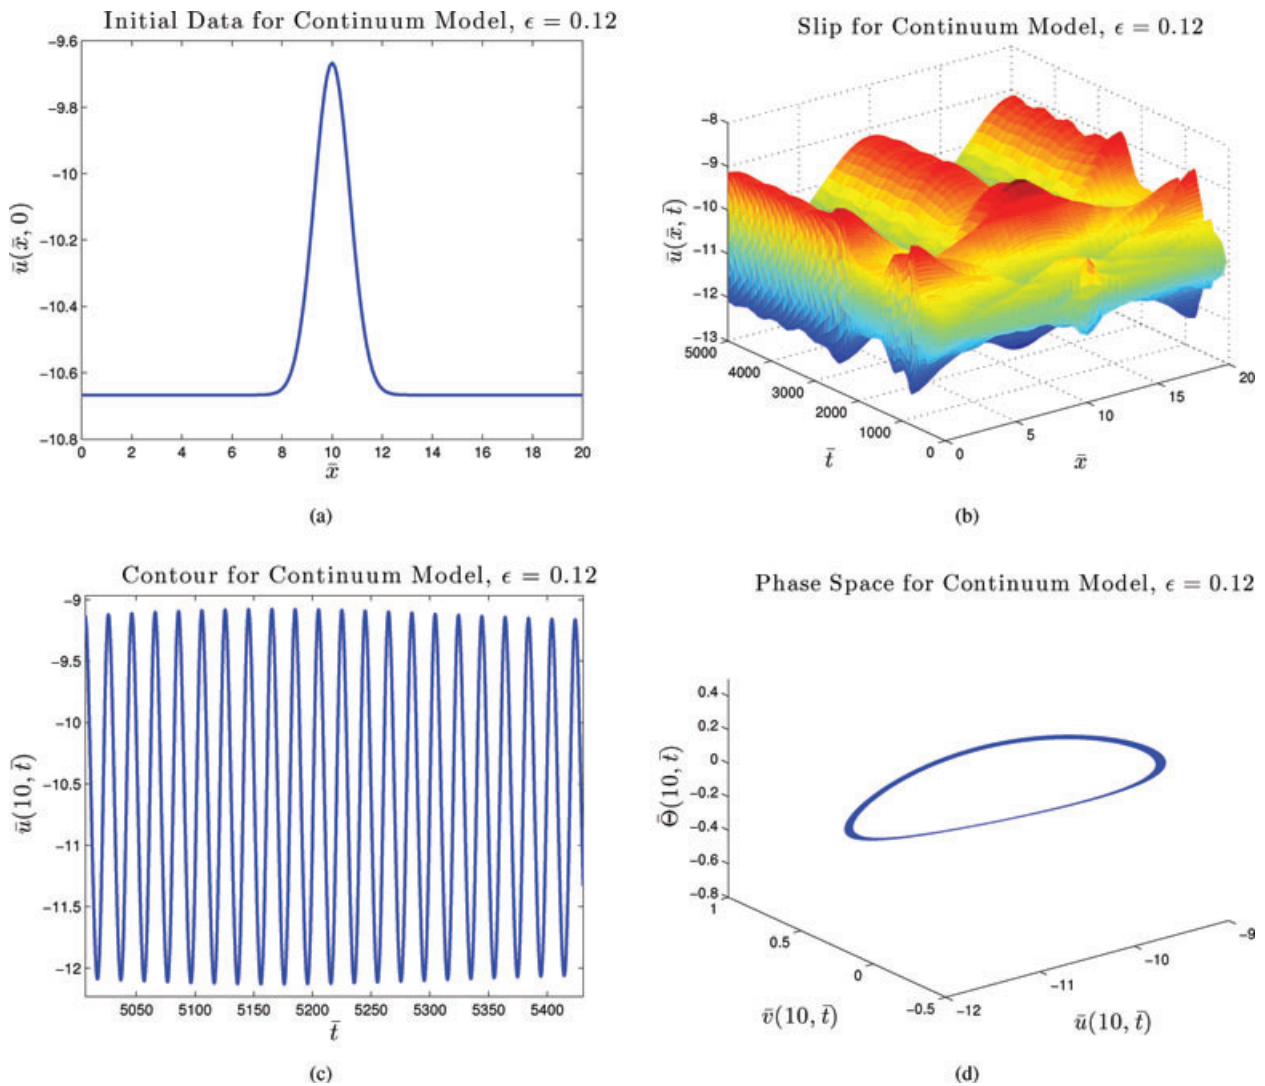 Initial Data for Continuum Model, ϵ = 0.12
-9.6
-9.8
-10
-10.2
-10.4
-10.6
-10.8
ū(x̄, 0)
0 2 4 6 8 10 12 14 16 18 20
x̄
(a)
Slip for Continuum Model, ϵ = 0.12
-8
-9
-10
-11
-12
-13
ū(x̄, t̄)
5000
4000
3000
2000
1000
0
t̄
0
5
10
15
20
x̄
(b)
Contour for Continuum Model, ϵ = 0.12
-9
-9.5
-10
-10.5
-11
-11.5
-12
ū(10, t̄)
5050 5100 5150 5200 5250 5300 5350 5400
t̄
(c)
Phase Space for Continuum Model, ϵ = 0.12
0.4
0.2
0
-0.2
-0.4
-0.6
-0.8
Θ̄(10, t̄)
1
0.5
0
-0.5
v̄(10, t̄)
-12
-11
-10
-9
ū(10, t̄)
(d)